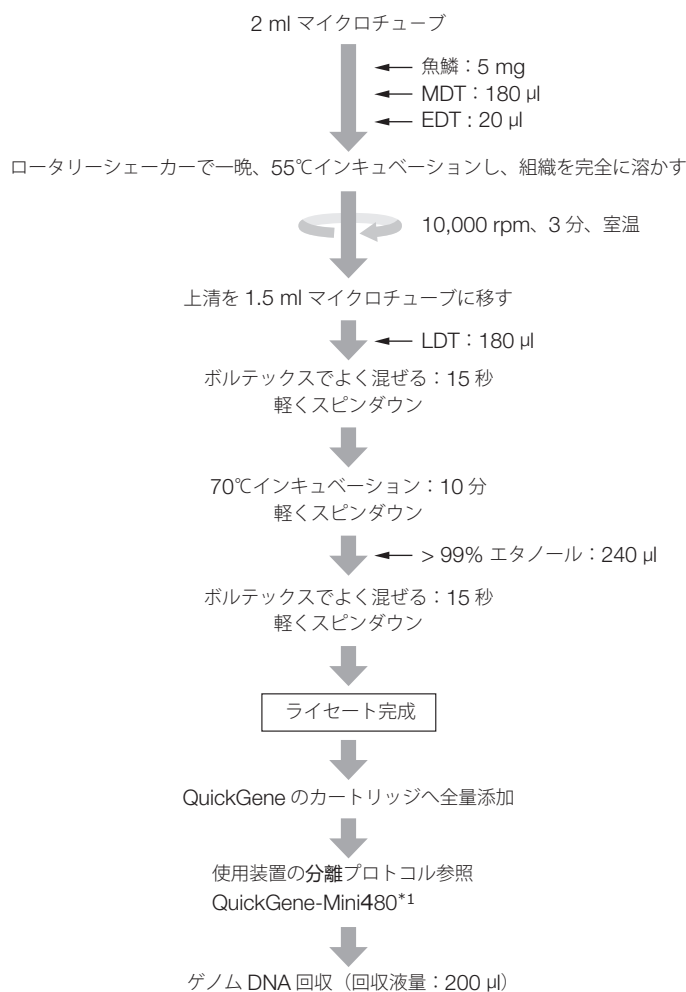 2 ml マイクロチューブ
魚鱗：5 mg
MDT：180 μl
EDT : 20 μl
ロータリーシェーカーで一晩、55℃インキュベーションし、組織を完全に溶かす
10,000 rpm、3 分、室温
上清を 1.5 ml マイクロチューブに移す
LDT：180 μl
ボルテックスでよく混ぜる：15 秒
軽くスピンダウン
70℃インキュベーション：10 分
軽くスピンダウン
> 99% エタノール：240 μl
ボルテックスでよく混ぜる：15 秒
軽くスピンダウン
ライセート完成
QuickGene のカートリッジへ全量添加
使用装置の分離プロトコル参照
QuickGene-Mini480*1
ゲノム DNA 回収（回収液量：200 μl）